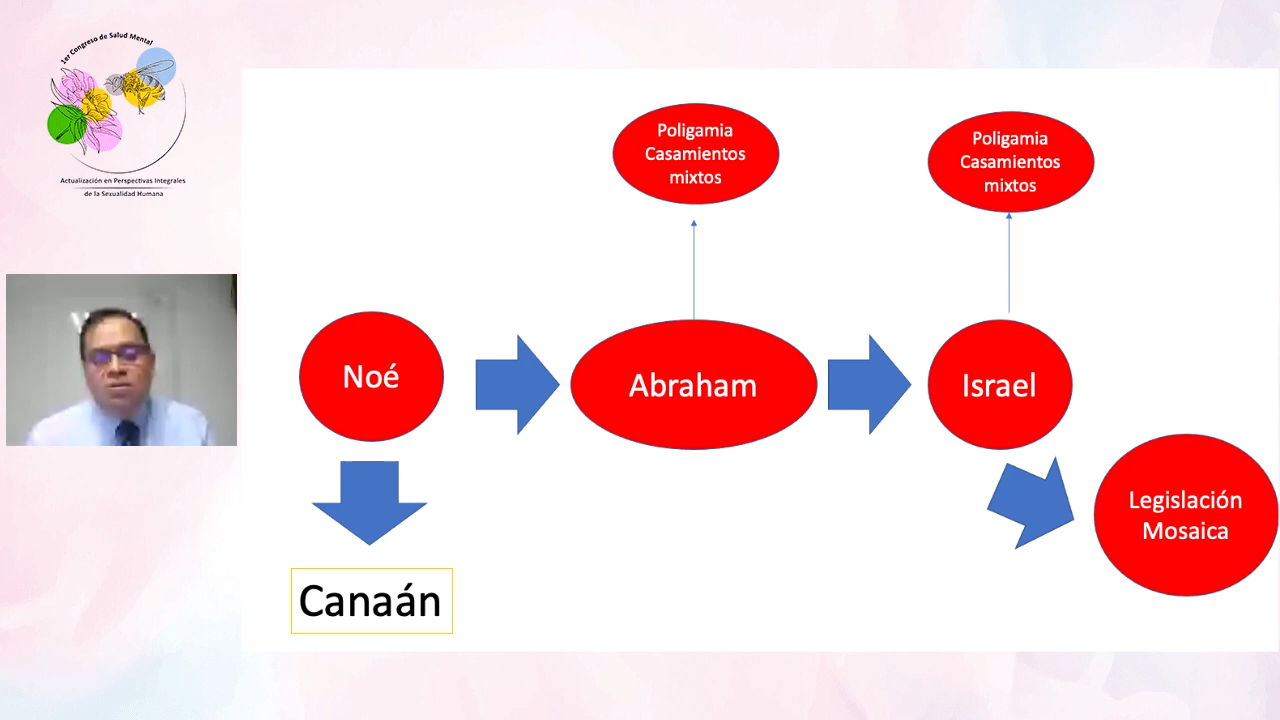 1er Congreso de Salud Mental
Actualización en Perspectivas Integrales
de la Sexualidad Humana
Poligamia
Casamientos
mixtos
Poligamia
Casamientos
mixtos
Noé
Abraham
Israel
Legislación
Mosaica
Canaán